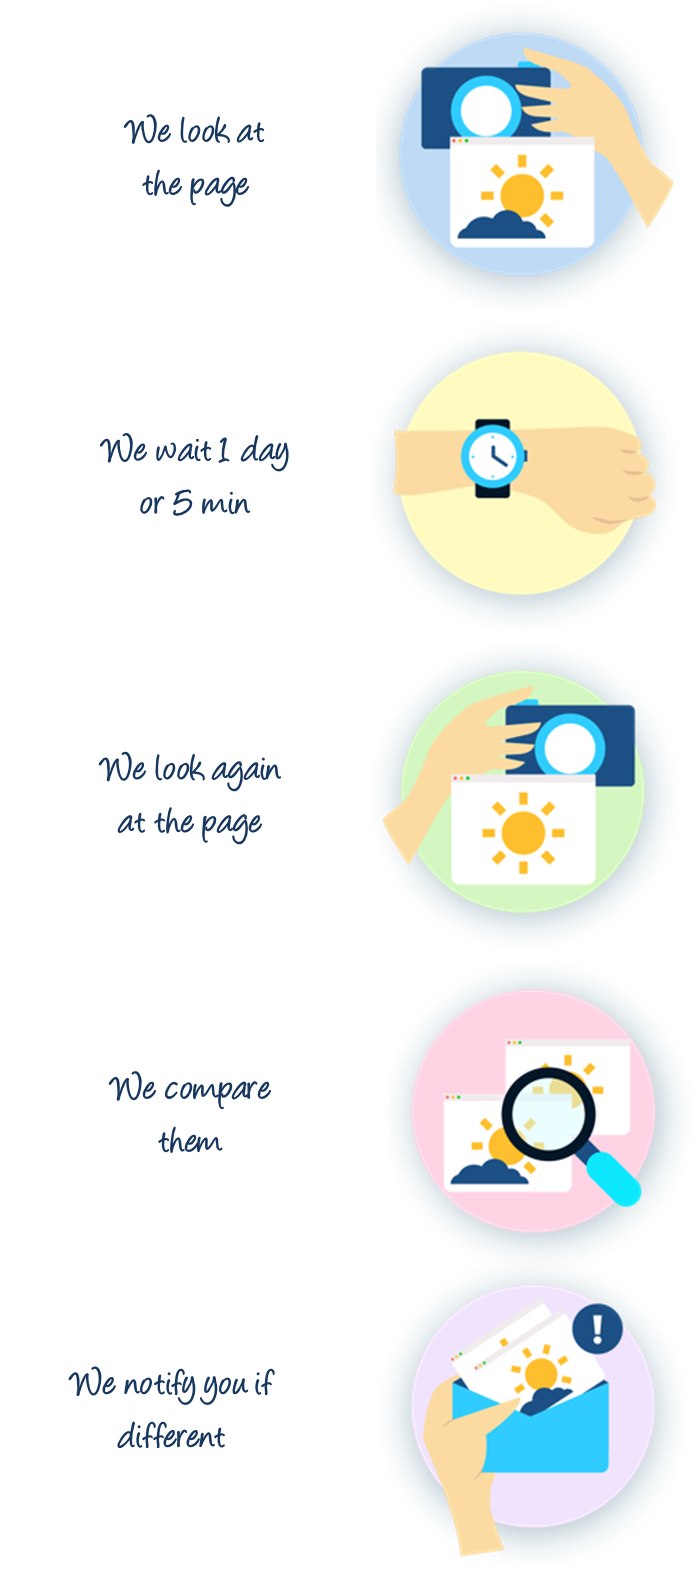 We look at
the page
We wait 1 day
or 5 min
We look again
at the page
We compare
them
We notify you if
different
!